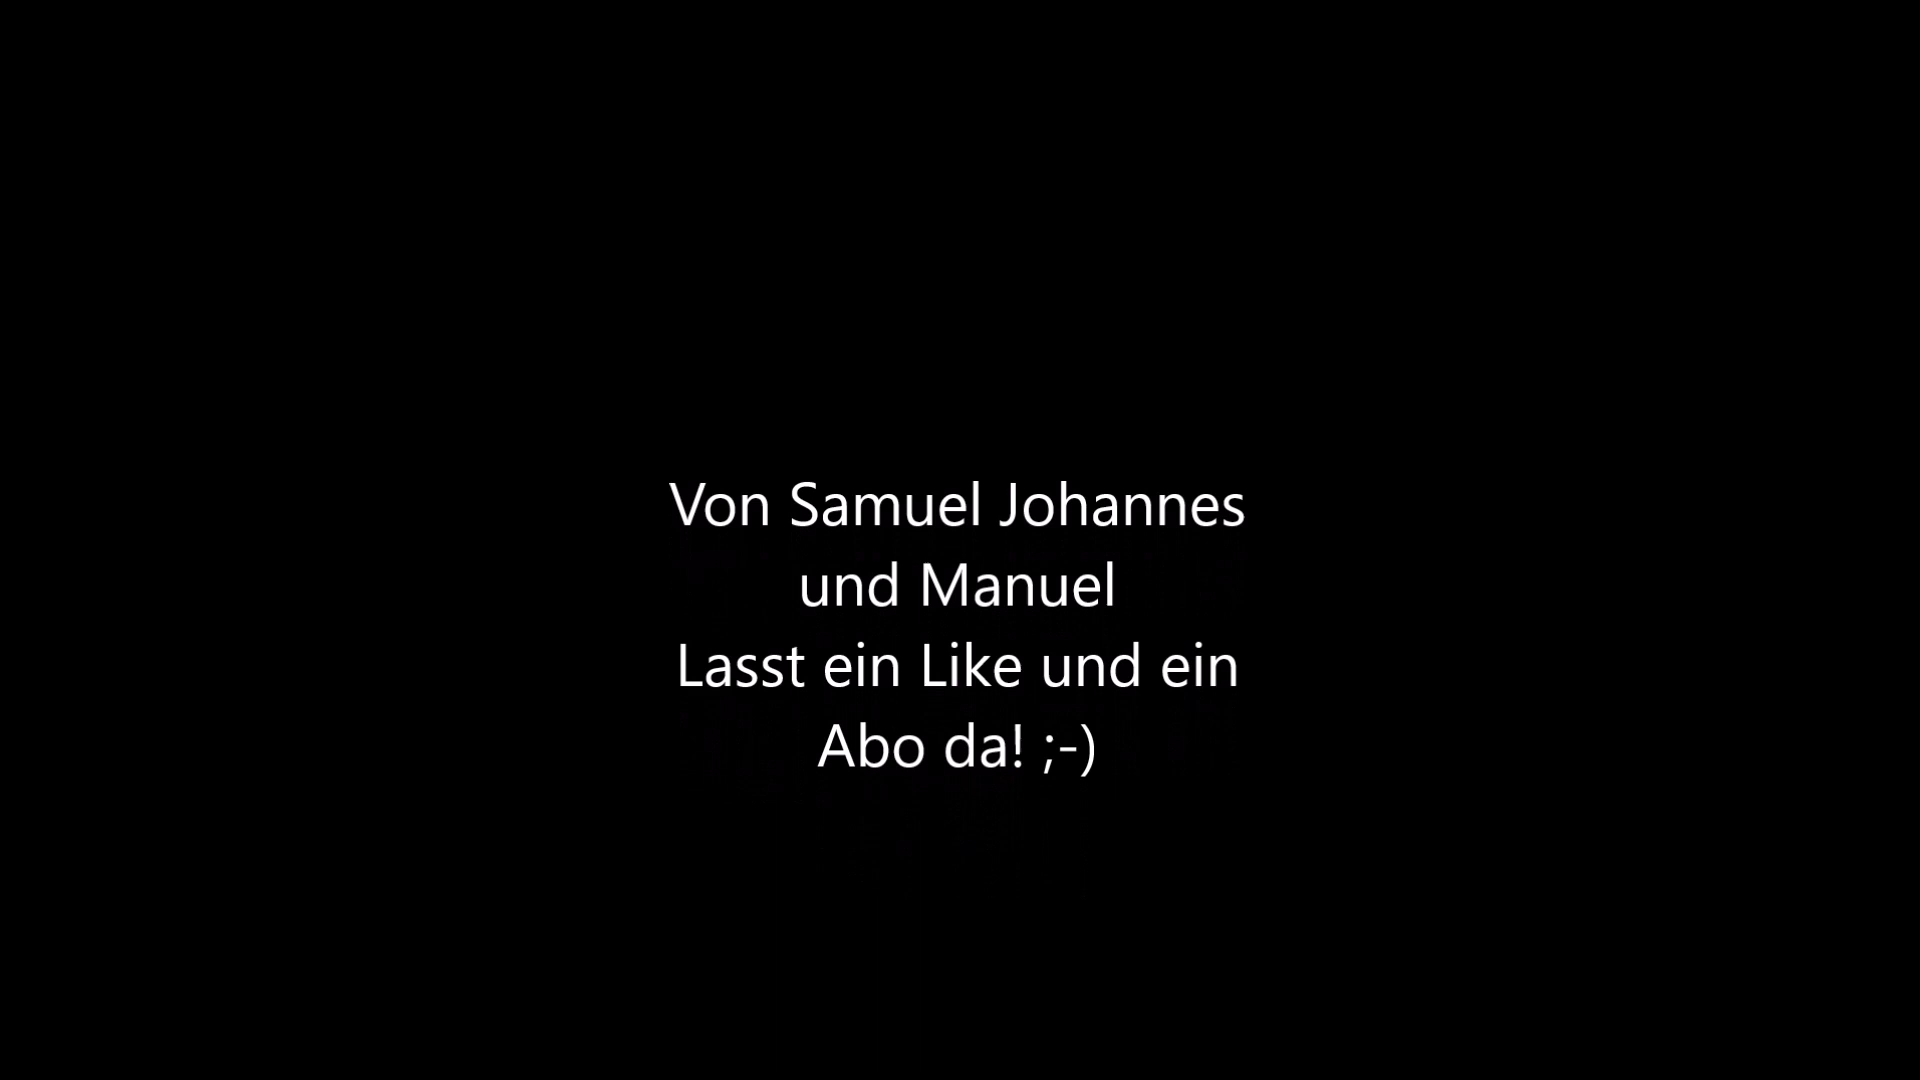 Von Samuel Johannes
und Manuel
Lasst ein Like und ein
Abo da! ;-)